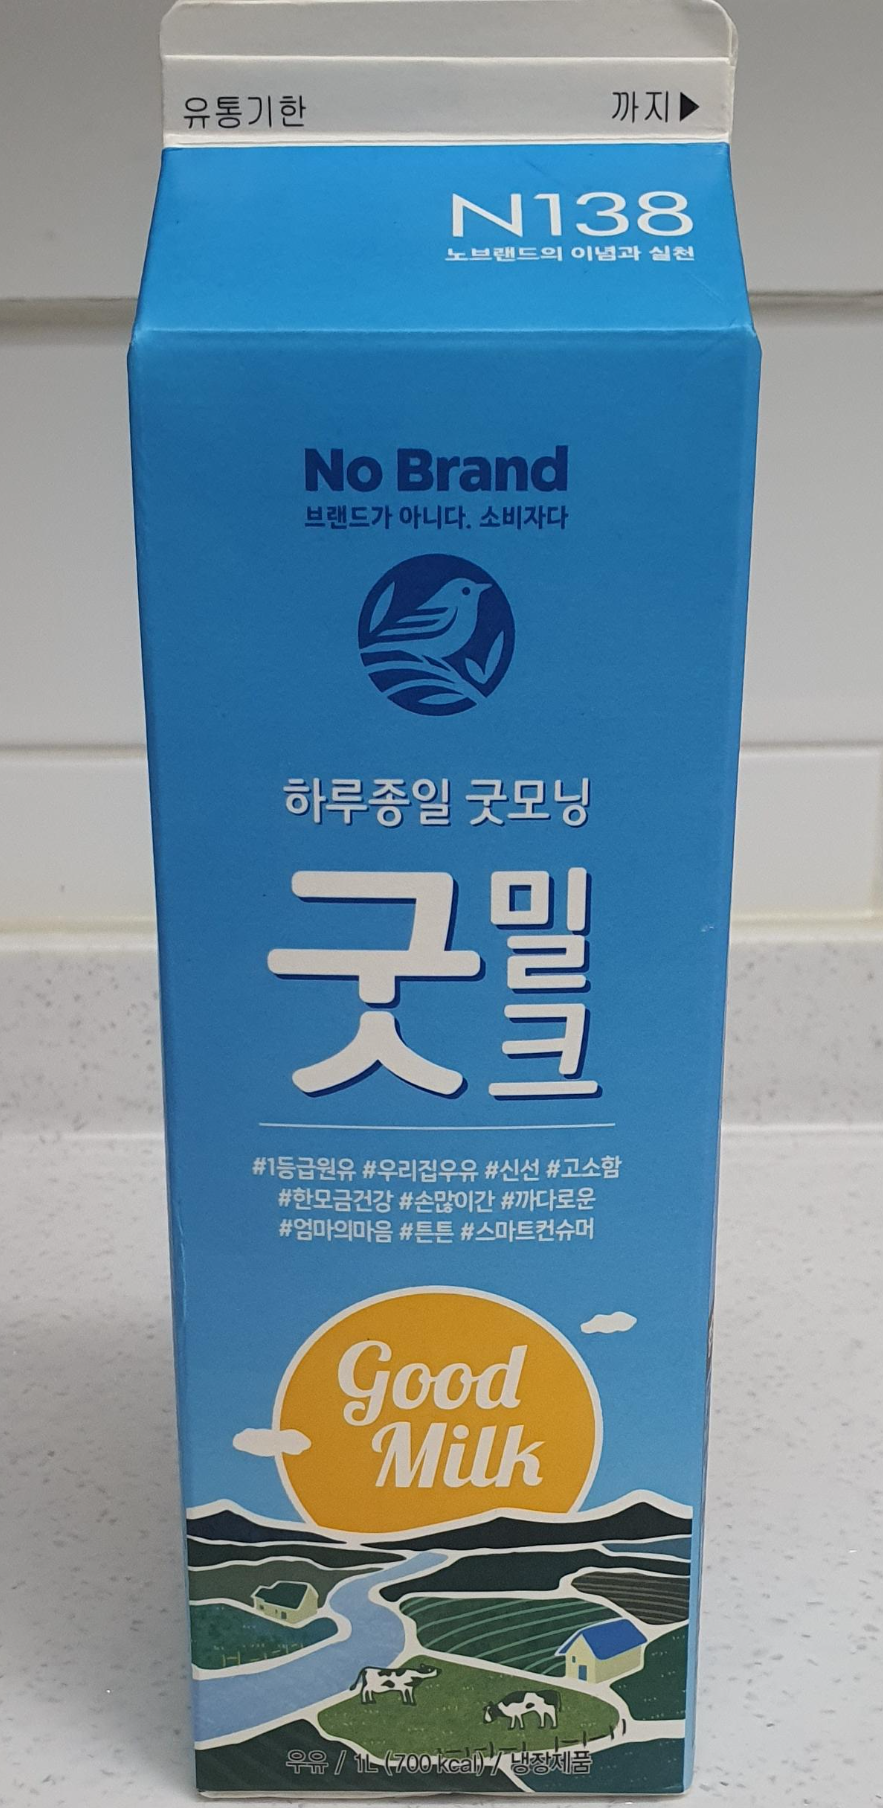 유통기한 까지▶
N138
노브랜드의 이념과 실천
No Brand
브랜드가 아니다. 소비자다
하루종일 굿모닝
굿밀크
#1등급원유 #우리집우유 #신선 #고소함
#한모금건강 #손많이간 #까다로운
#엄마의마음 #튼튼 #스마트컨슈머
Good
Milk
우유 / 1L (700 kcal) / 냉장제품